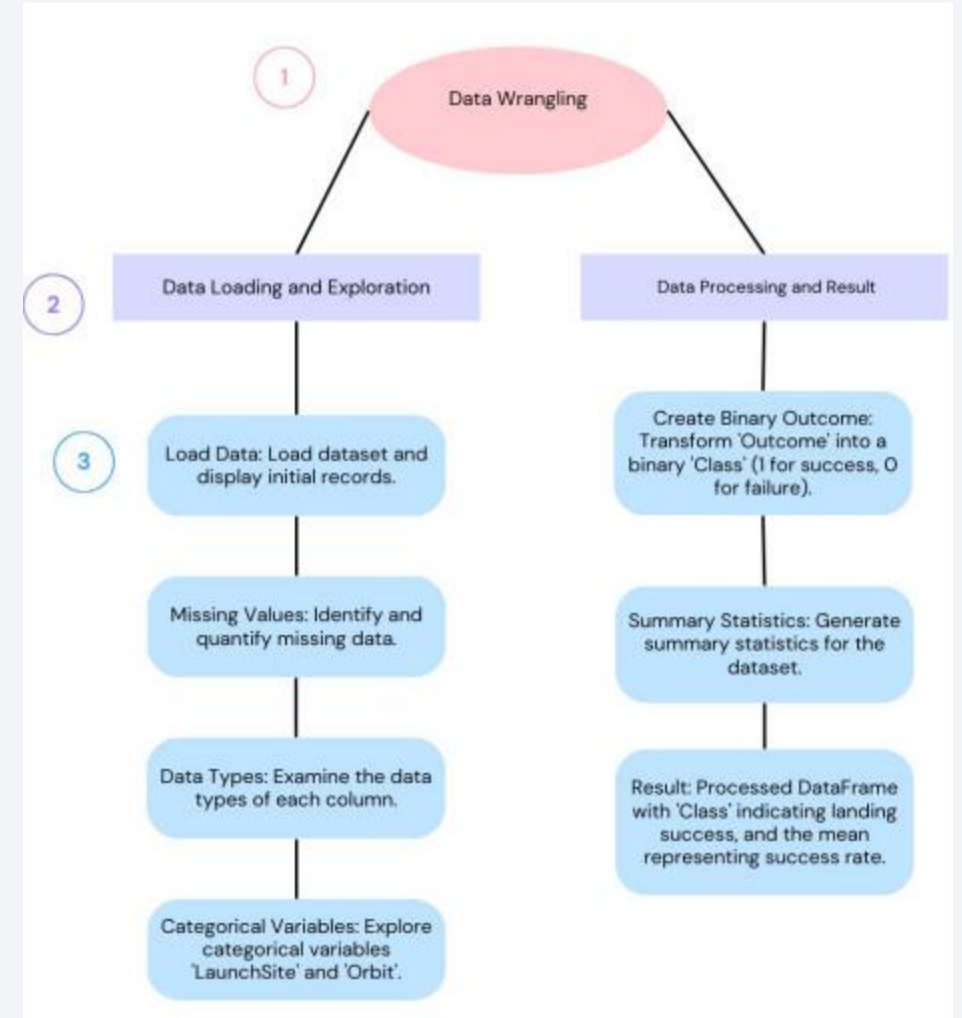 1
Data Wrangling
2
Data Loading and Exploration
Data Processing and Result
3
Load Data: Load dataset and
display initial records.
Missing Values: Identify and
quantify missing data.
Data Types: Examine the data
types of each column.
Categorical Variables: Explore
categorical variables
'LaunchSite' and 'Orbit'.
Create Binary Outcome:
Transform 'Outcome' into a
binary 'Class' (1 for success, 0
for failure).
Summary Statistics: Generate
summary statistics for the
dataset.
Result: Processed DataFrame
with 'Class' indicating landing
success, and the mean
representing success rate.